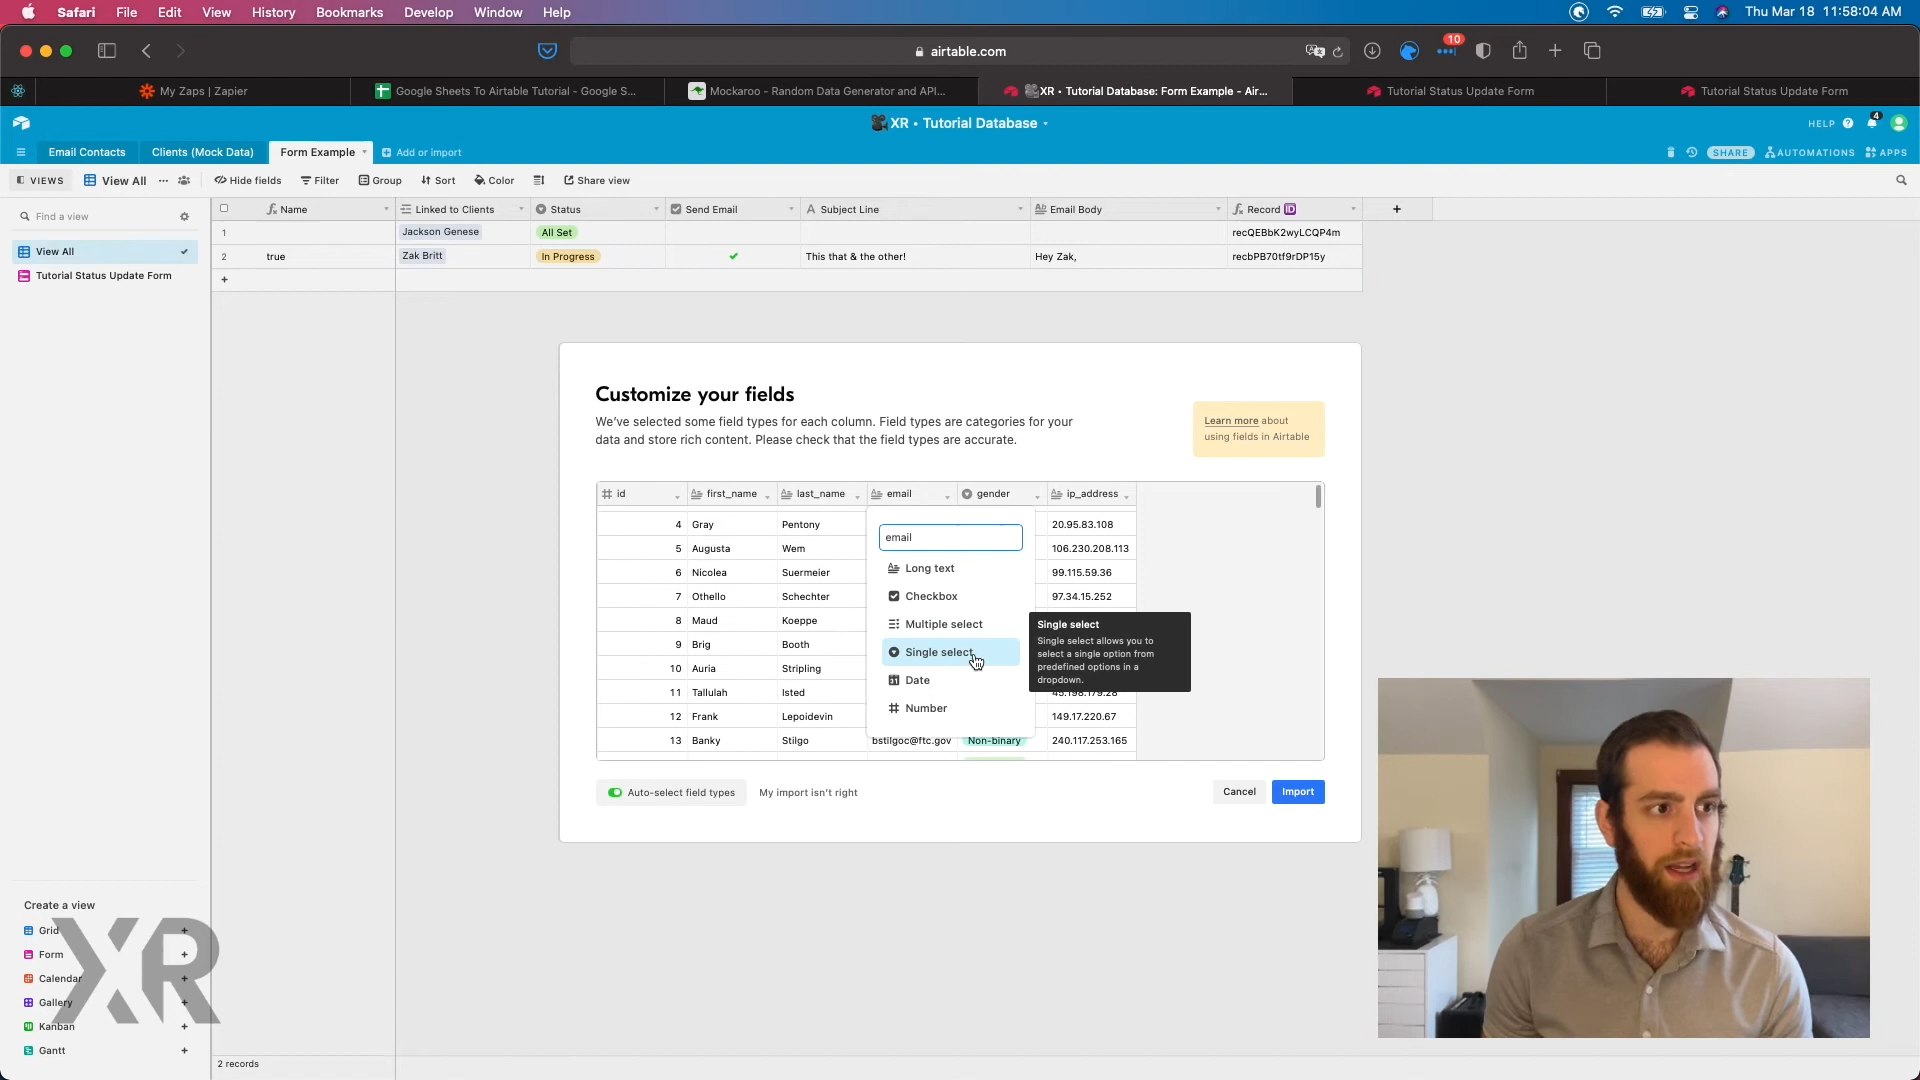 Safari File Edit View History Bookmarks Develop Window Help
Thu Mar 18 11:58:04 AM
airtable.com
10
My Zaps | Zapier
Google Sheets To Airtable Tutorial - Google S...
Mockaroo - Random Data Generator and API...
XR • Tutorial Database: Form Example - Air...
Tutorial Status Update Form
Tutorial Status Update Form
XR • Tutorial Database
HELP
4
Email Contacts
Clients (Mock Data)
Form Example
Add or import
SHARE
AUTOMATIONS
APPS
VIEWS
View All
Hide fields
Filter
Group
Sort
Color
Share view
Find a view
View All
Tutorial Status Update Form
Name Linked to Clients Status Send Email Subject Line Email Body Record ID
1 Jackson Genese All Set recQEBbK2wyLCQP4m
2 true Zak Britt In Progress This that & the other! Hey Zak, recbPB70tf9rDP15y
Customize your fields
We've selected some field types for each column. Field types are categories for your
data and store rich content. Please check that the field types are accurate.
Learn more about
using fields in Airtable
id first_name last_name email gender ip_address
4 Gray Pentony 20.95.83.108
5 Augusta Wem 106.230.208.113
6 Nicolea Suermeier 99.115.59.36
7 Othello Schechter 97.34.15.252
8 Maud Koeppe
9 Brig Booth
10 Auria Stripling
11 Tallulah Isted 45.198.179.28
12 Frank Lepoidevin 149.17.220.67
13 Banky Stilgo bstilgoc@ftc.gov Non-binary 240.117.253.165
email
Long text
Checkbox
Multiple select
Single select
Date
Number
Single select
Single select allows you to
select a single option from
predefined options in a
dropdown.
Auto-select field types
My import isn't right
Cancel
Import
Create a view
Grid
Form
Calendar
Gallery
Kanban
Gantt
XR
2 records